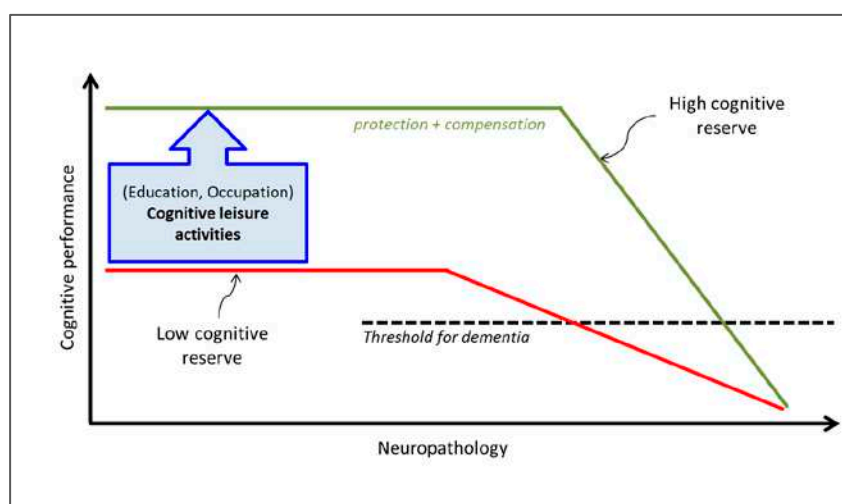 protection + compensation
High cognitive
reserve
(Education, Occupation)
Cognitive leisure
activities
Cognitive performance
Low cognitive
reserve
Threshold for dementia
Neuropathology